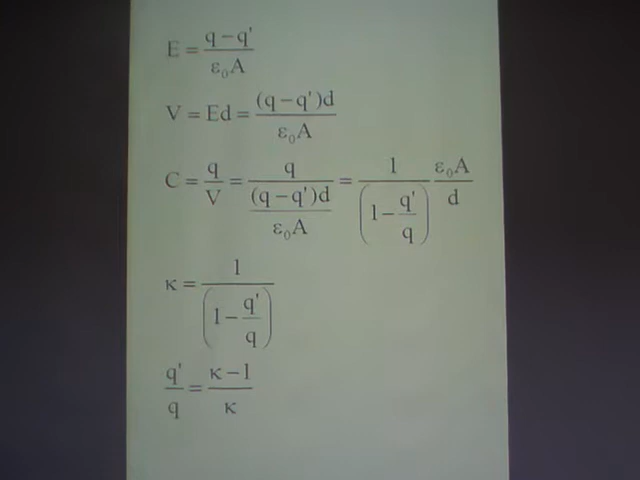 E = (q − q')/(ε₀A)
V = Ed = ((q − q')d)/(ε₀A)
C = q/V = q/(((q − q')d)/(ε₀A)) = 1/(1 − q'/q) (ε₀A)/d
κ = 1/(1 − q'/q)
q'/q = (κ − 1)/κ